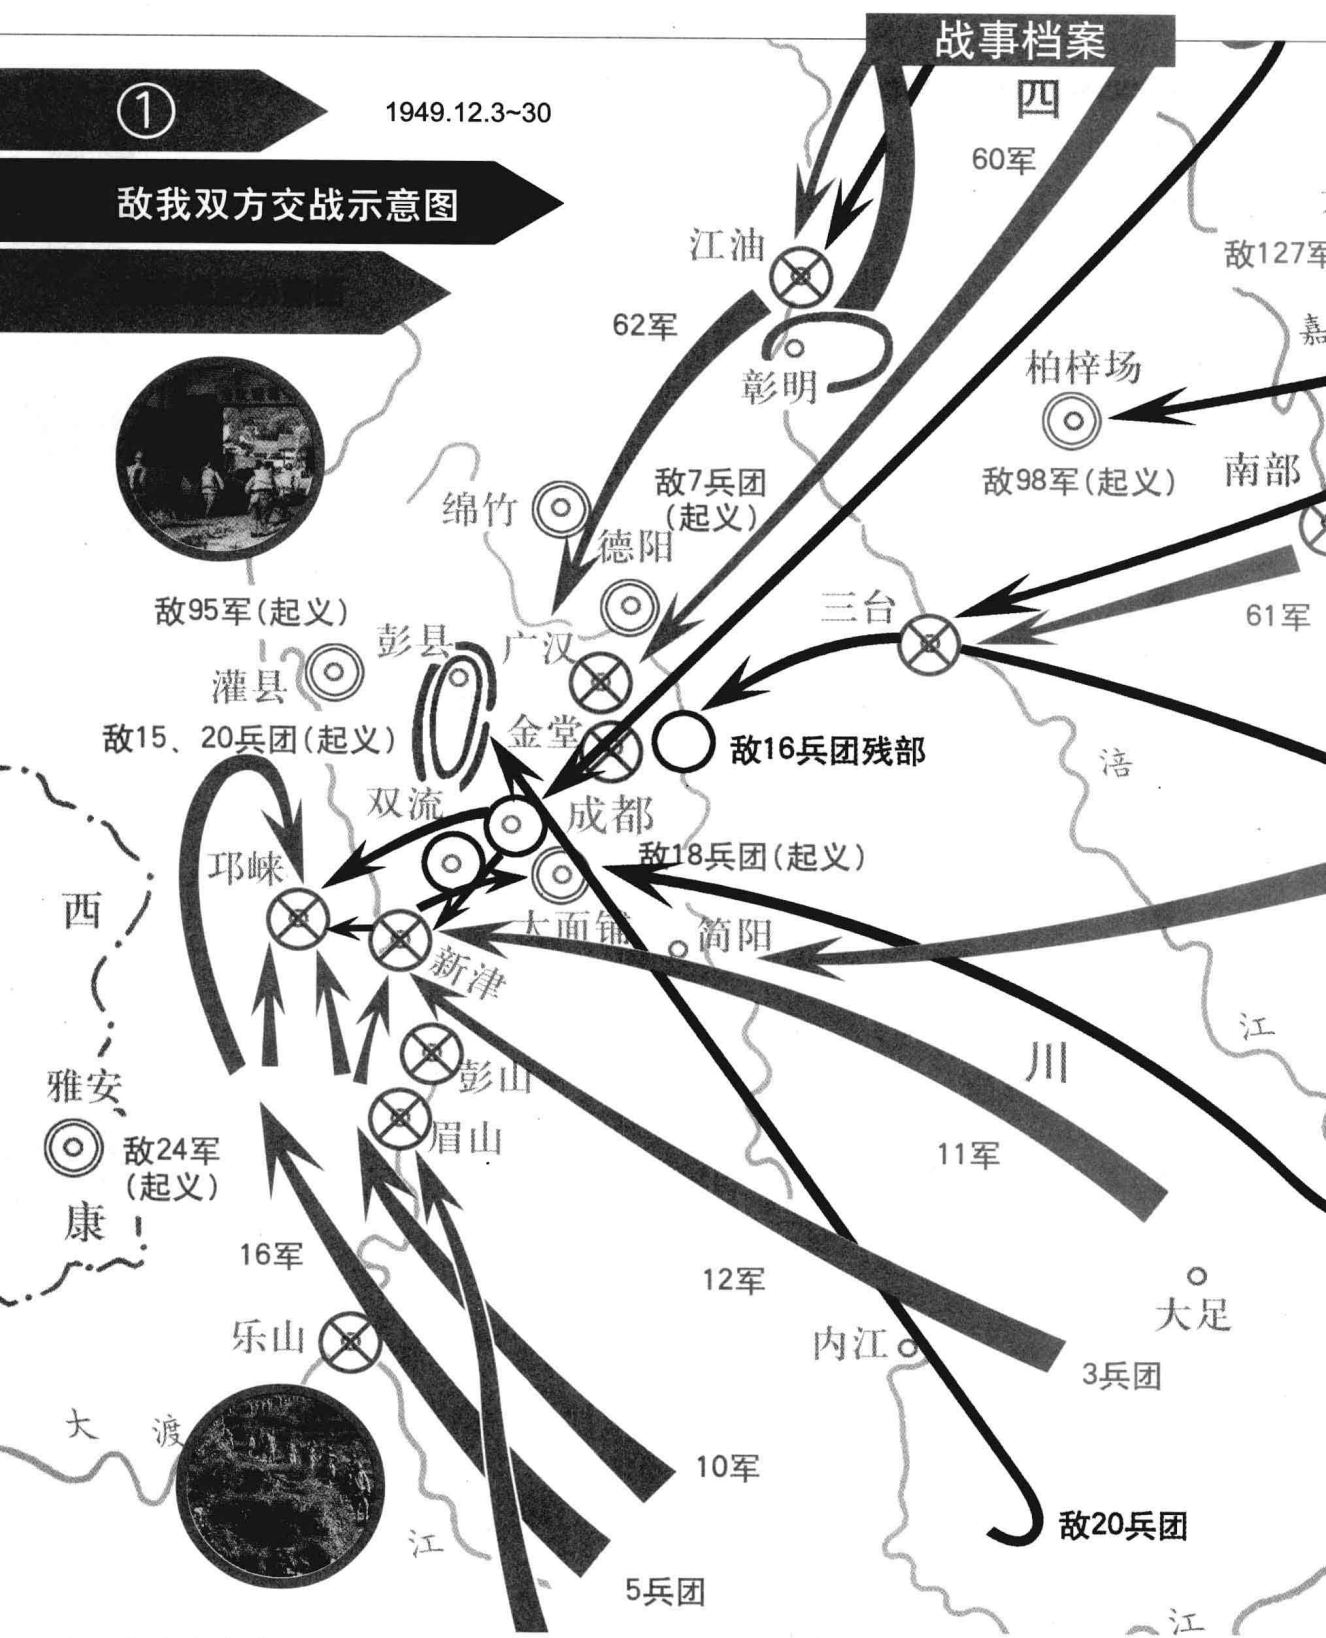 战事档案
① 1949.12.3~30
敌我双方交战示意图
四
60军
江油
敌127军
62军
嘉
彰明
柏梓场
敌98军(起义)
南部
绵竹
敌7兵团
(起义)
德阳
三台
61军
敌95军(起义)
彭县
广汉
灌县
敌15、20兵团(起义)
金堂
敌16兵团残部
涪
双流
成都
敌18兵团(起义)
邛崃
西
大面铺
简阳
新津
江
川
雅安
彭山
敌24军
(起义)
眉山
11军
康
16军
12军
大足
乐山
内江
3兵团
大
渡
10军
江
敌20兵团
5兵团
江